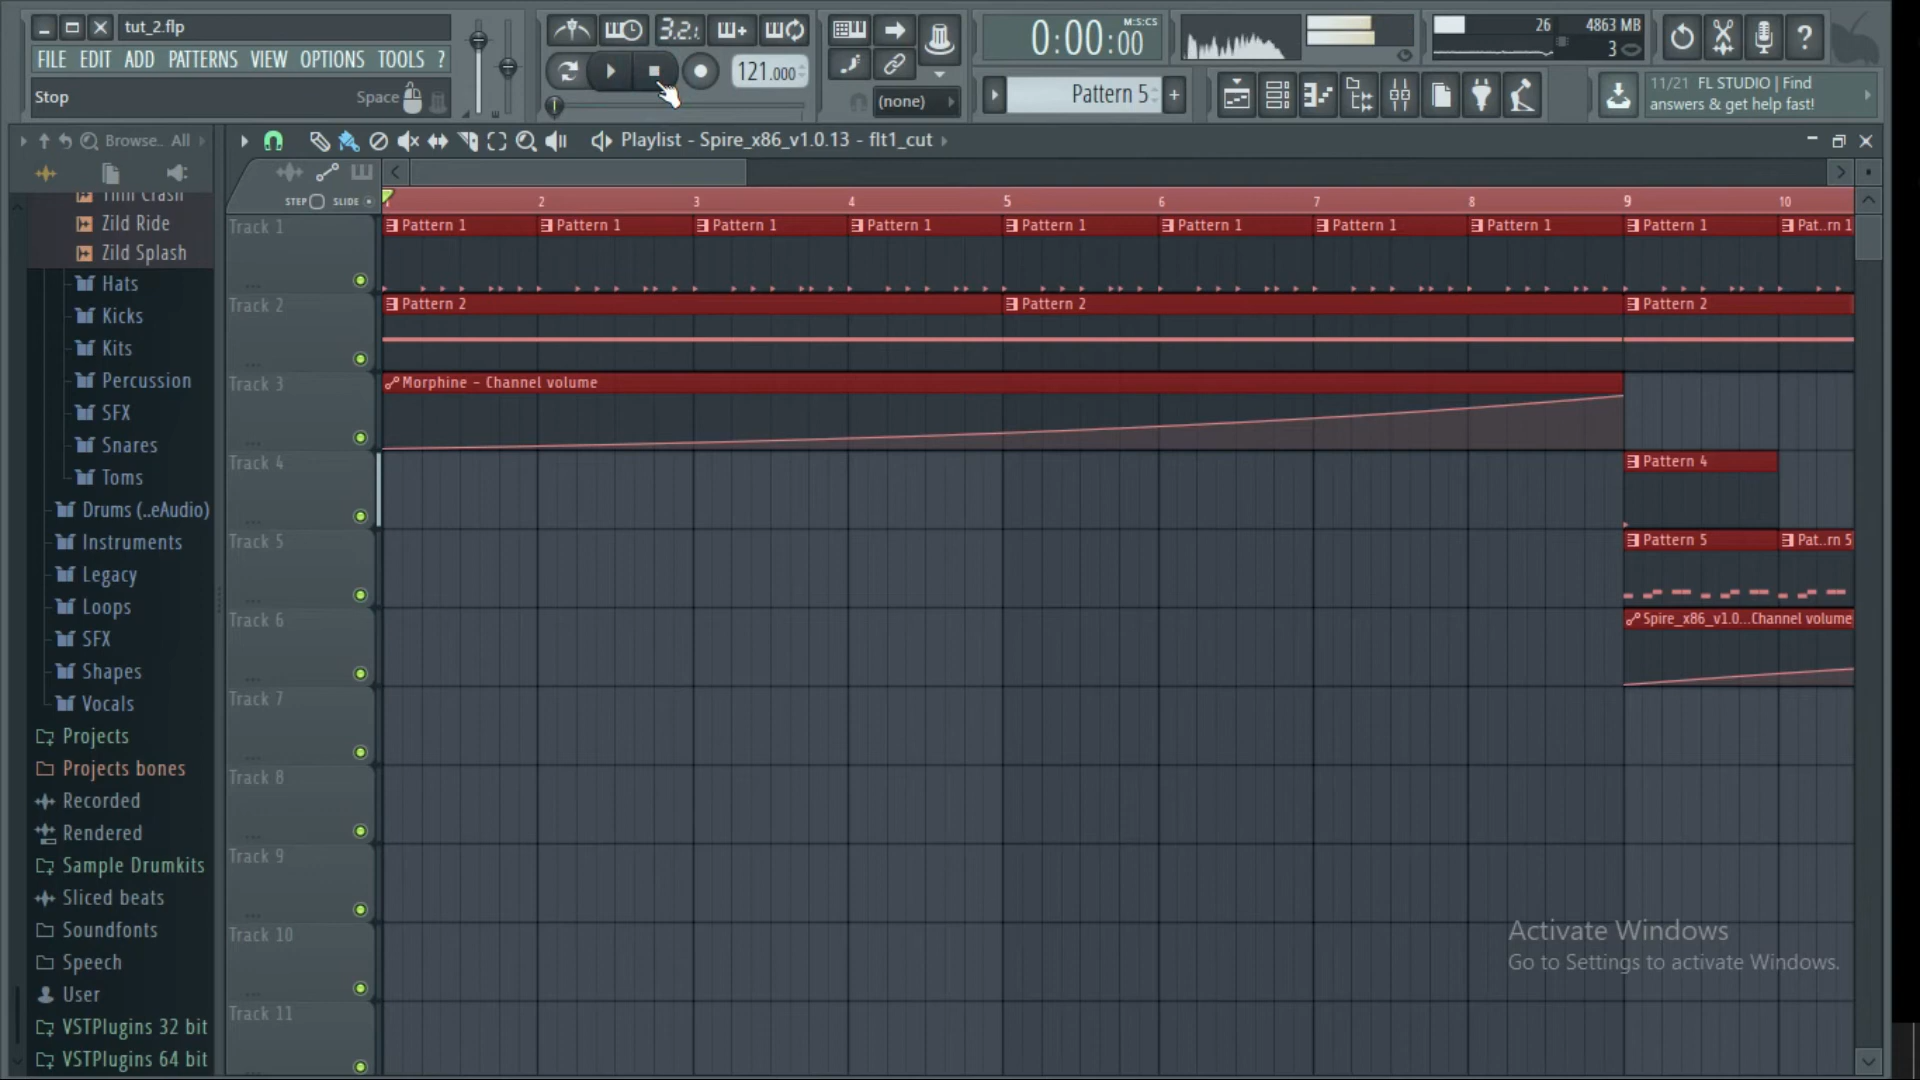 tut_2.flp
FILE EDIT ADD PATTERNS VIEW OPTIONS TOOLS ?
Stop Space
3.2.1
121.000
(none)
0:00:00 M:S:CS
Pattern 5
26 4863 MB
3
11/21 FL STUDIO | Find
answers & get help fast!
Browse.. All
Playlist - Spire_x86_v1.0.13 - flt1_cut
STEP SLIDE
1 2 3 4 5 6 7 8 9 10
Thin Crash
Zild Ride
Zild Splash
Hats
Kicks
Kits
Percussion
SFX
Snares
Toms
Drums (..eAudio)
Instruments
Legacy
Loops
SFX
Shapes
Vocals
Projects
Projects bones
Recorded
Rendered
Sample Drumkits
Sliced beats
Soundfonts
Speech
User
VSTPlugins 32 bit
VSTPlugins 64 bit
Track 1 Pattern 1 Pattern 1 Pattern 1 Pattern 1 Pattern 1 Pattern 1 Pattern 1 Pattern 1 Pattern 1 Pat..rn 1
Track 2 Pattern 2 Pattern 2 Pattern 2
Track 3 Morphine - Channel volume
Track 4 Pattern 4
Track 5 Pattern 5 Pat..rn 5
Track 6 Spire_x86_v1.0...Channel volume
Track 7
Track 8
Track 9
Track 10
Track 11
Activate Windows
Go to Settings to activate Windows.